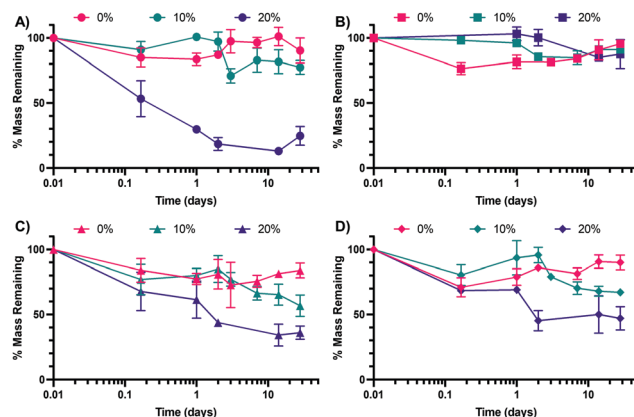 A) 0% 10% 20%
100
50
0
% Mass Remaining
0.01 0.1 1 10
Time (days)
B) 0% 10% 20%
100
50
0
% Mass Remaining
0.01 0.1 1 10
Time (days)
C) 0% 10% 20%
100
50
0
% Mass Remaining
0.01 0.1 1 10
Time (days)
D) 0% 10% 20%
100
50
0
% Mass Remaining
0.01 0.1 1 10
Time (days)